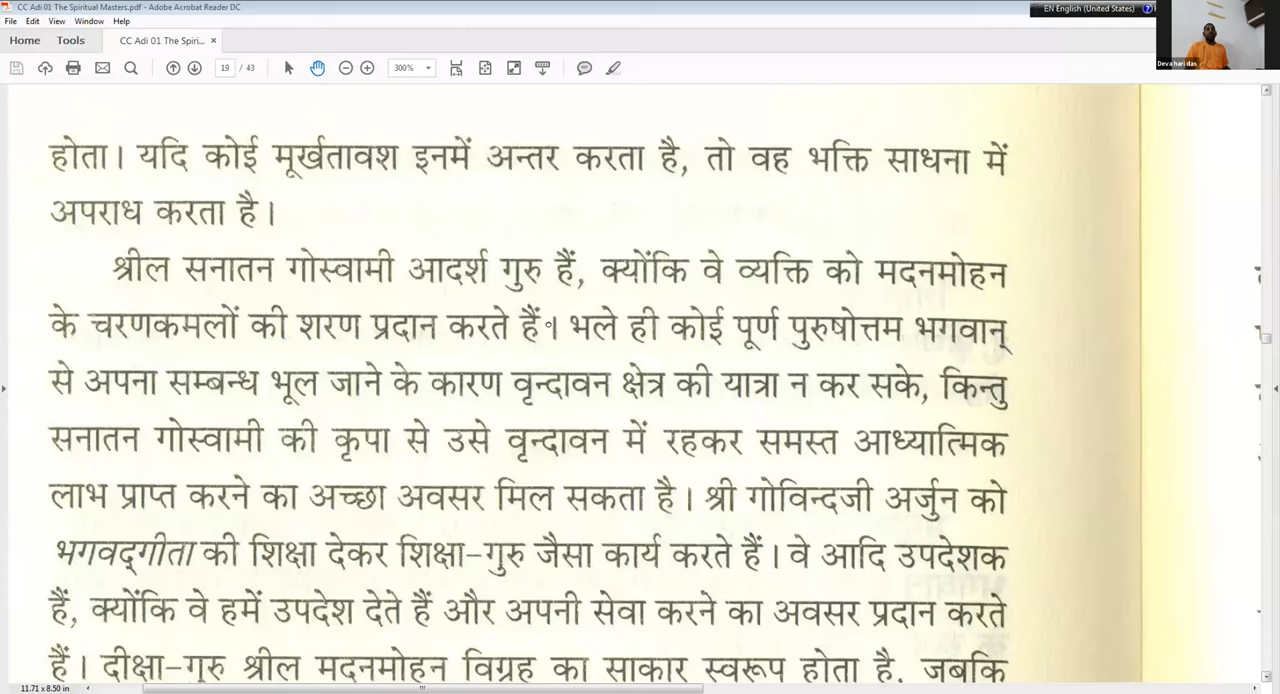 CC Adi 01 The Spiritual Masters.pdf - Adobe Acrobat Reader DC
EN English (United States)
File Edit View Window Help
Home Tools CC Adi 01 The Spiri... ×
19 / 43 300%
Deva hari das
होता। यदि कोई मूर्खतावश इनमें अन्तर करता है, तो वह भक्ति साधना में
अपराध करता है।
श्रील सनातन गोस्वामी आदर्श गुरु हैं, क्योंकि वे व्यक्ति को मदनमोहन
के चरणकमलों की शरण प्रदान करते हैं। भले ही कोई पूर्ण पुरुषोत्तम भगवान्
से अपना सम्बन्ध भूल जाने के कारण वृन्दावन क्षेत्र की यात्रा न कर सके, किन्तु
सनातन गोस्वामी की कृपा से उसे वृन्दावन में रहकर समस्त आध्यात्मिक
लाभ प्राप्त करने का अच्छा अवसर मिल सकता है। श्री गोविन्दजी अर्जुन को
भगवद्‌गीता की शिक्षा देकर शिक्षा-गुरु जैसा कार्य करते हैं। वे आदि उपदेशक
हैं, क्योंकि वे हमें उपदेश देते हैं और अपनी सेवा करने का अवसर प्रदान करते
हैं। दीक्षा-गुरु श्रील मदनमोहन विग्रह का साकार स्वरूप होता है, जबकि
11.71 x 8.50 in